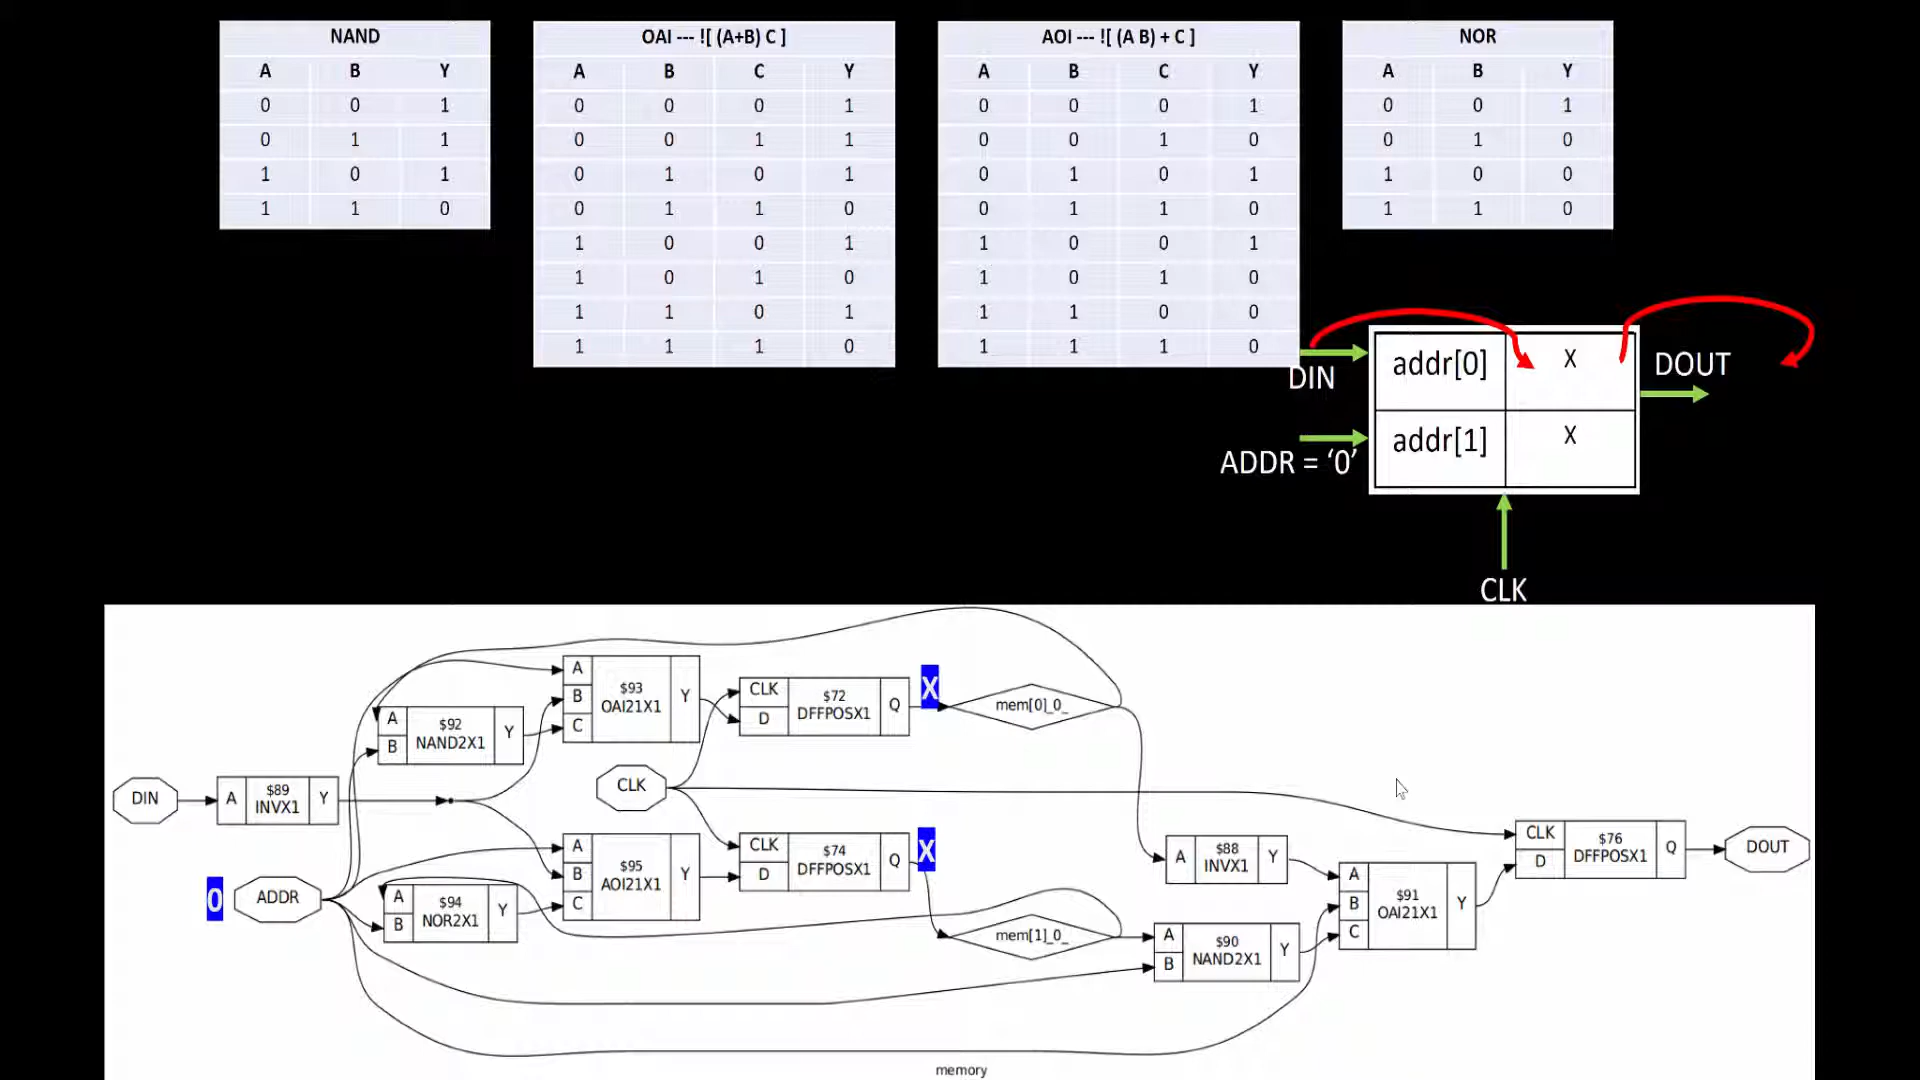 NAND
A B Y
0 0 1
0 1 1
1 0 1
1 1 0
OAI --- ![ (A+B) C ]
A B C Y
0 0 0 1
0 0 1 1
0 1 0 1
0 1 1 0
1 0 0 1
1 0 1 0
1 1 0 1
1 1 1 0
AOI --- ![ (A B) + C ]
A B C Y
0 0 0 1
0 0 1 0
0 1 0 1
0 1 1 0
1 0 0 1
1 0 1 0
1 1 0 0
1 1 1 0
NOR
A B Y
0 0 1
0 1 0
1 0 0
1 1 0
DIN
addr[0] X
DOUT
ADDR = ‘0’
addr[1] X
CLK
A
B
C
$93
OAI21X1
Y
A
B
$92
NAND2X1
Y
CLK
D
$72
DFFPOSX1
Q
X
mem[0]_0_
DIN
A
$89
INVX1
Y
CLK
A
B
C
$95
AOI21X1
Y
CLK
D
$74
DFFPOSX1
Q
X
0
ADDR
A
B
$94
NOR2X1
Y
mem[1]_0_
A
$88
INVX1
Y
A
B
$90
NAND2X1
Y
A
B
C
$91
OAI21X1
Y
CLK
D
$76
DFFPOSX1
Q
DOUT
memory